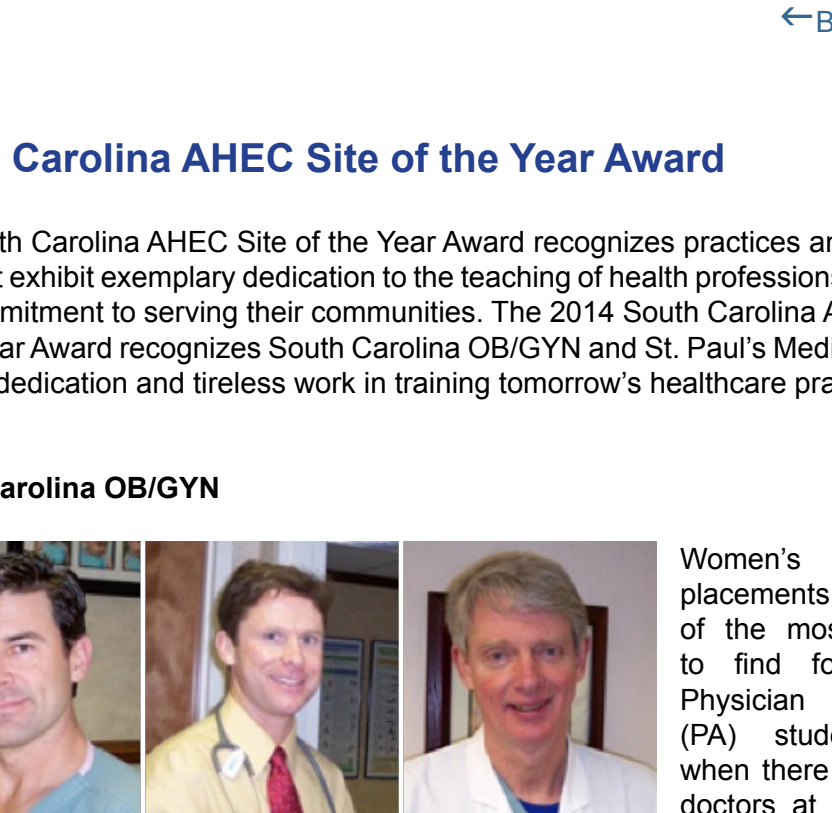 ←B
Carolina AHEC Site of the Year Award
th Carolina AHEC Site of the Year Award recognizes practices an
t exhibit exemplary dedication to the teaching of health professions
mitment to serving their communities. The 2014 South Carolina A
ar Award recognizes South Carolina OB/GYN and St. Paul’s Medi
dedication and tireless work in training tomorrow’s healthcare pra
arolina OB/GYN
Women’s
placements
of the mos
to find fo
Physician
(PA) stude
when there
doctors at